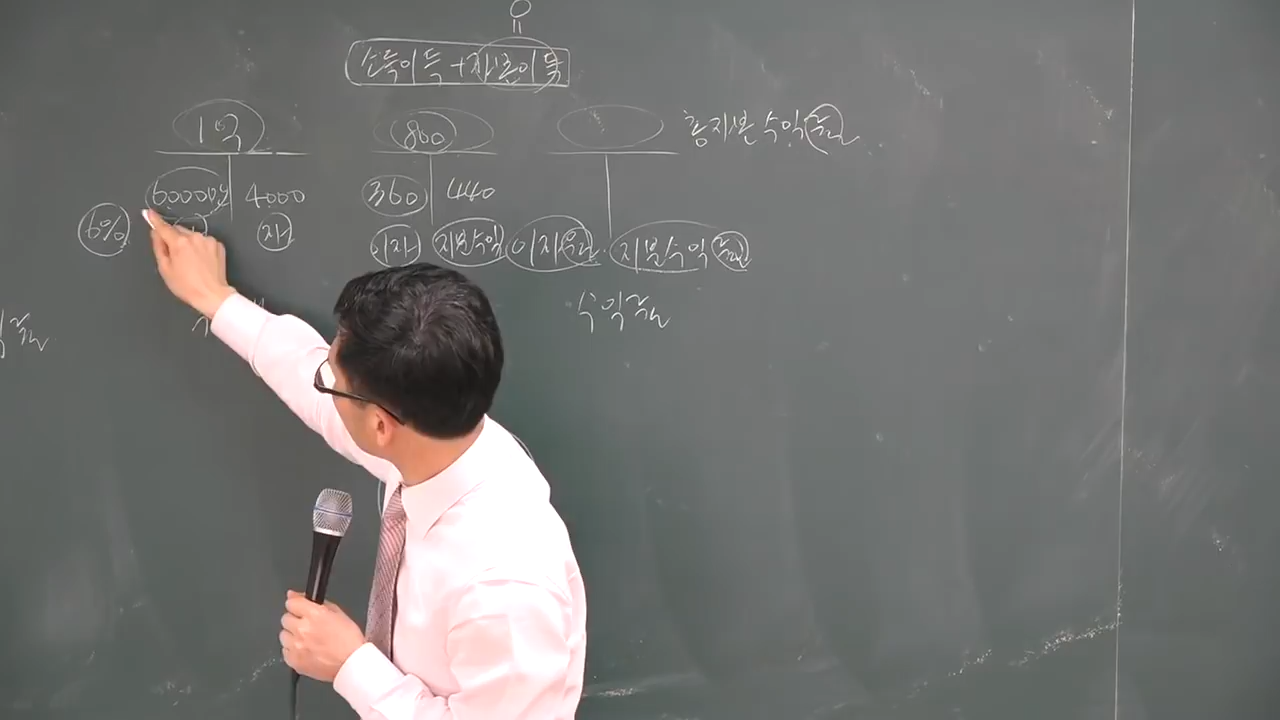 0
"
소득이득 + 자본이득
1억 800 총자본수익률
6000만 4000 360 440
6% 자 이자 지분수익 이자율 지분수익률
수익률